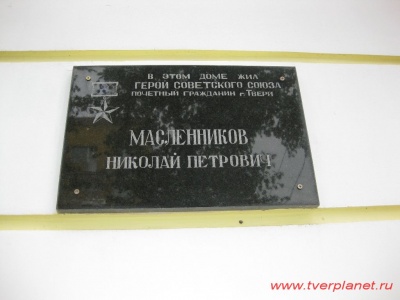 В ЭТОМ ДОМЕ ЖИЛ
ГЕРОЙ СОВЕТСКОГО СОЮЗА
ПОЧЕТНЫЙ ГРАЖДАНИН г. ТВЕРИ
МАСЛЕННИКОВ
НИКОЛАЙ ПЕТРОВИЧ
www.tverplanet.ru